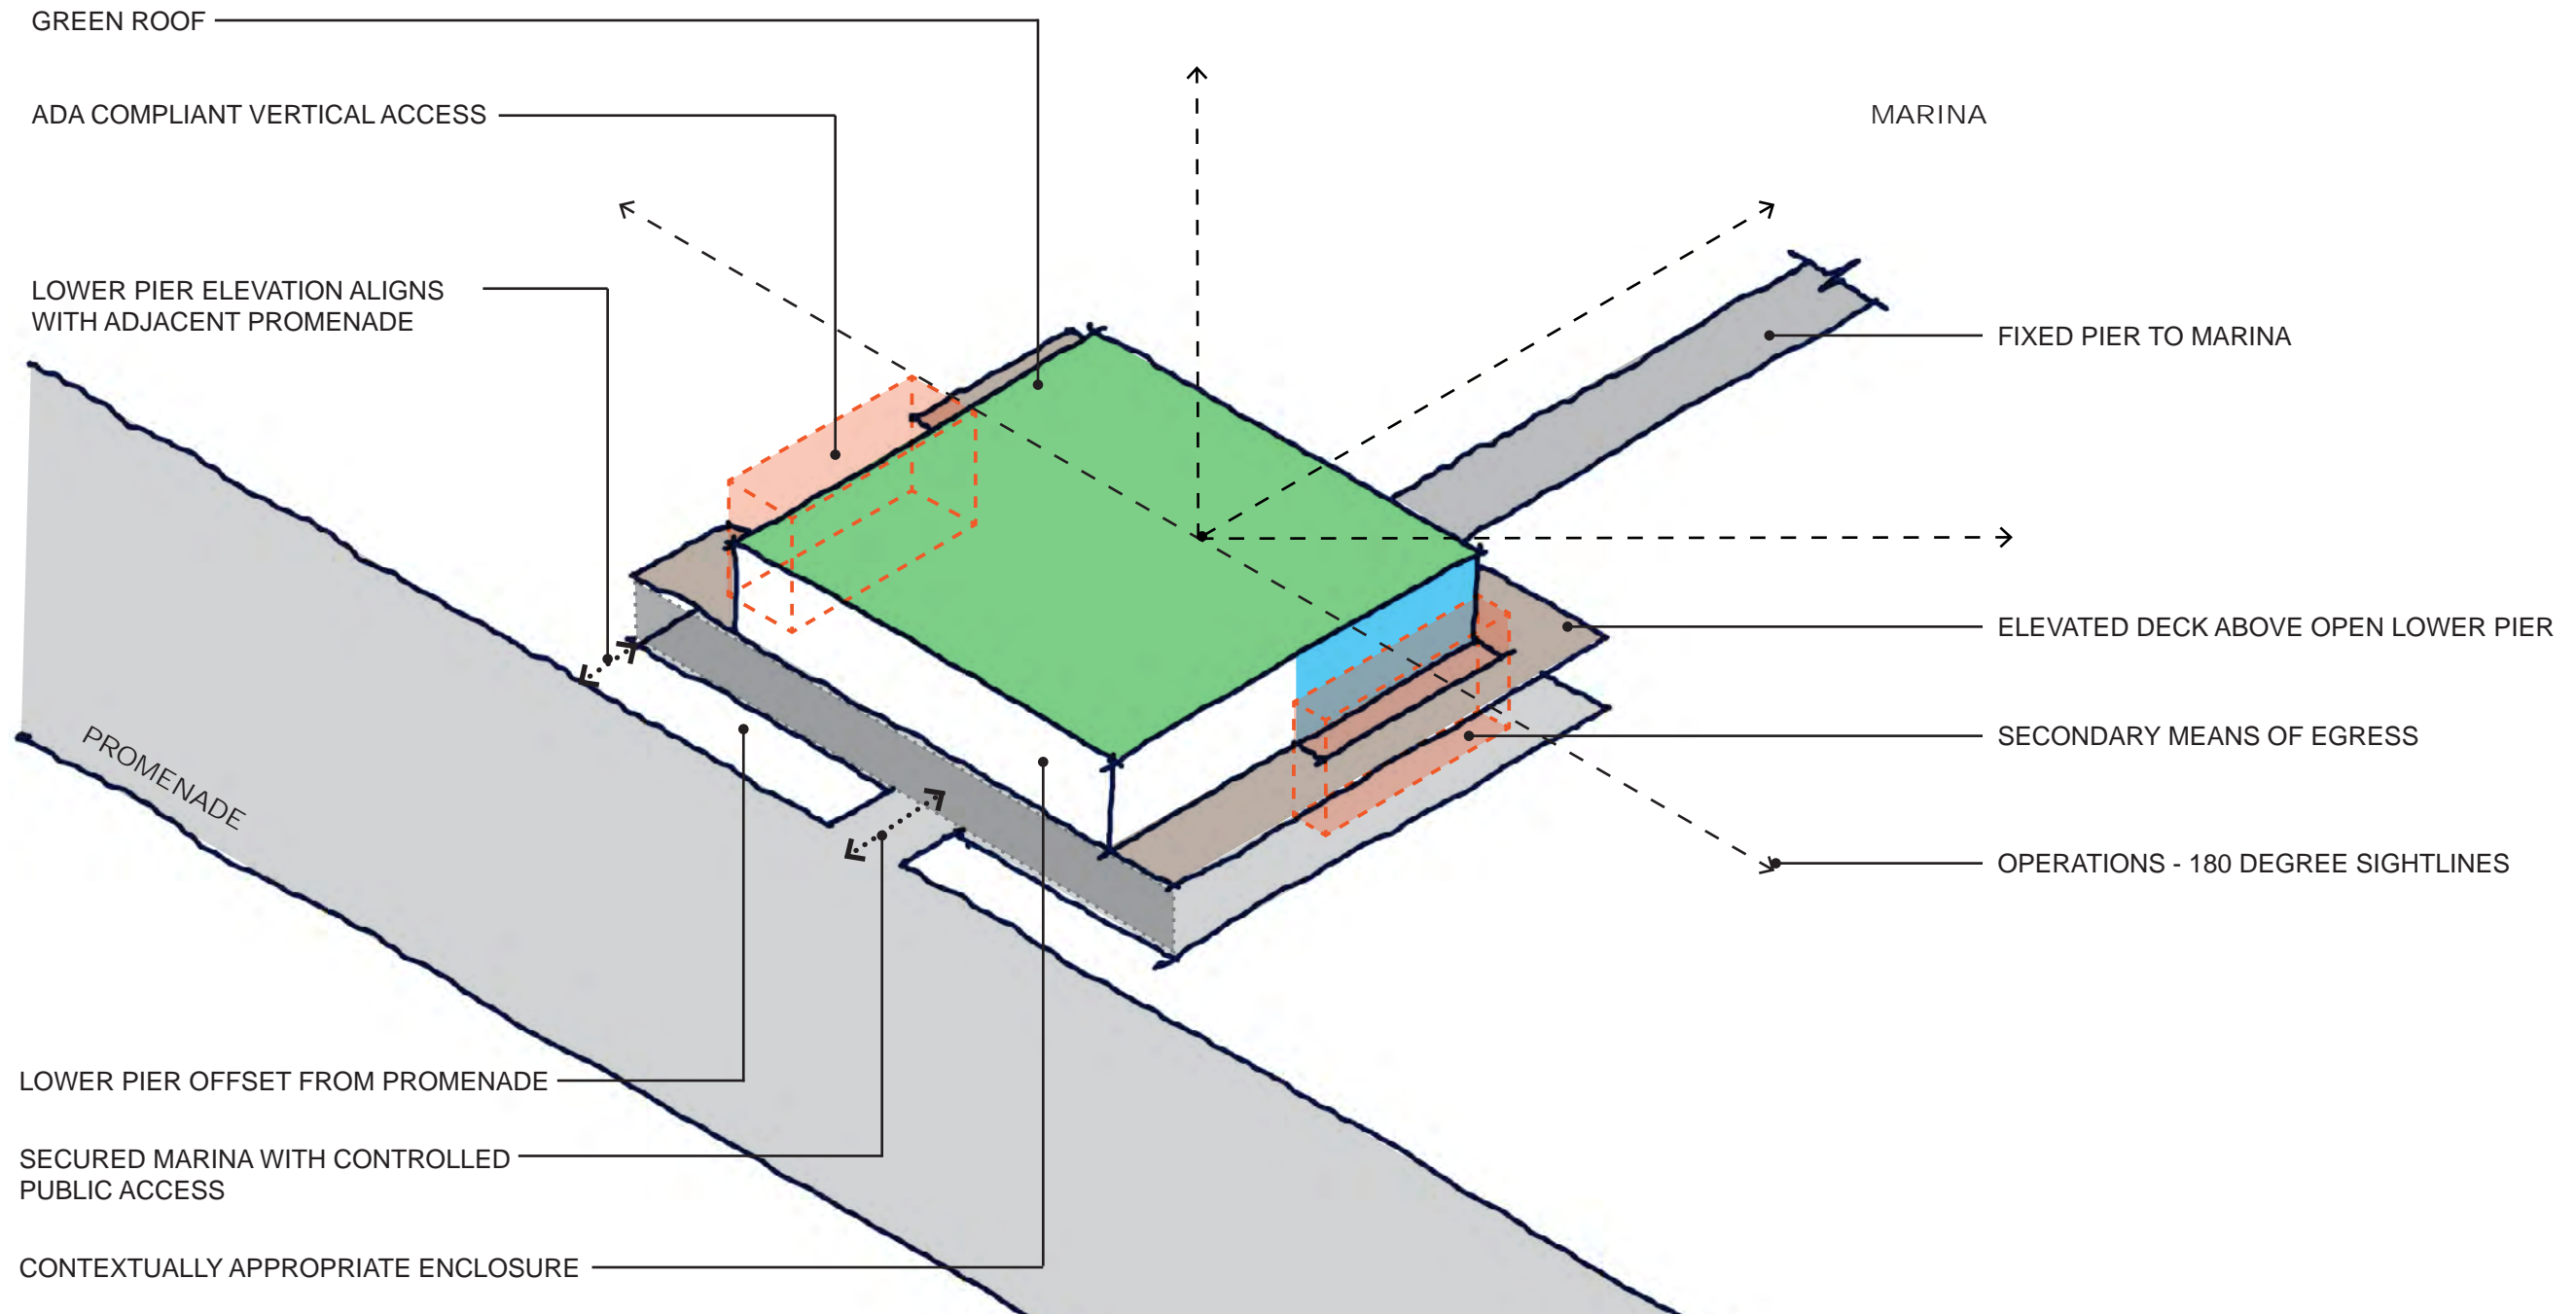 GREEN ROOF
ADA COMPLIANT VERTICAL ACCESS
MARINA
LOWER PIER ELEVATION ALIGNS
WITH ADJACENT PROMENADE
FIXED PIER TO MARINA
ELEVATED DECK ABOVE OPEN LOWER PIER
SECONDARY MEANS OF EGRESS
PROMENADE
OPERATIONS - 180 DEGREE SIGHTLINES
LOWER PIER OFFSET FROM PROMENADE
SECURED MARINA WITH CONTROLLED
PUBLIC ACCESS
CONTEXTUALLY APPROPRIATE ENCLOSURE